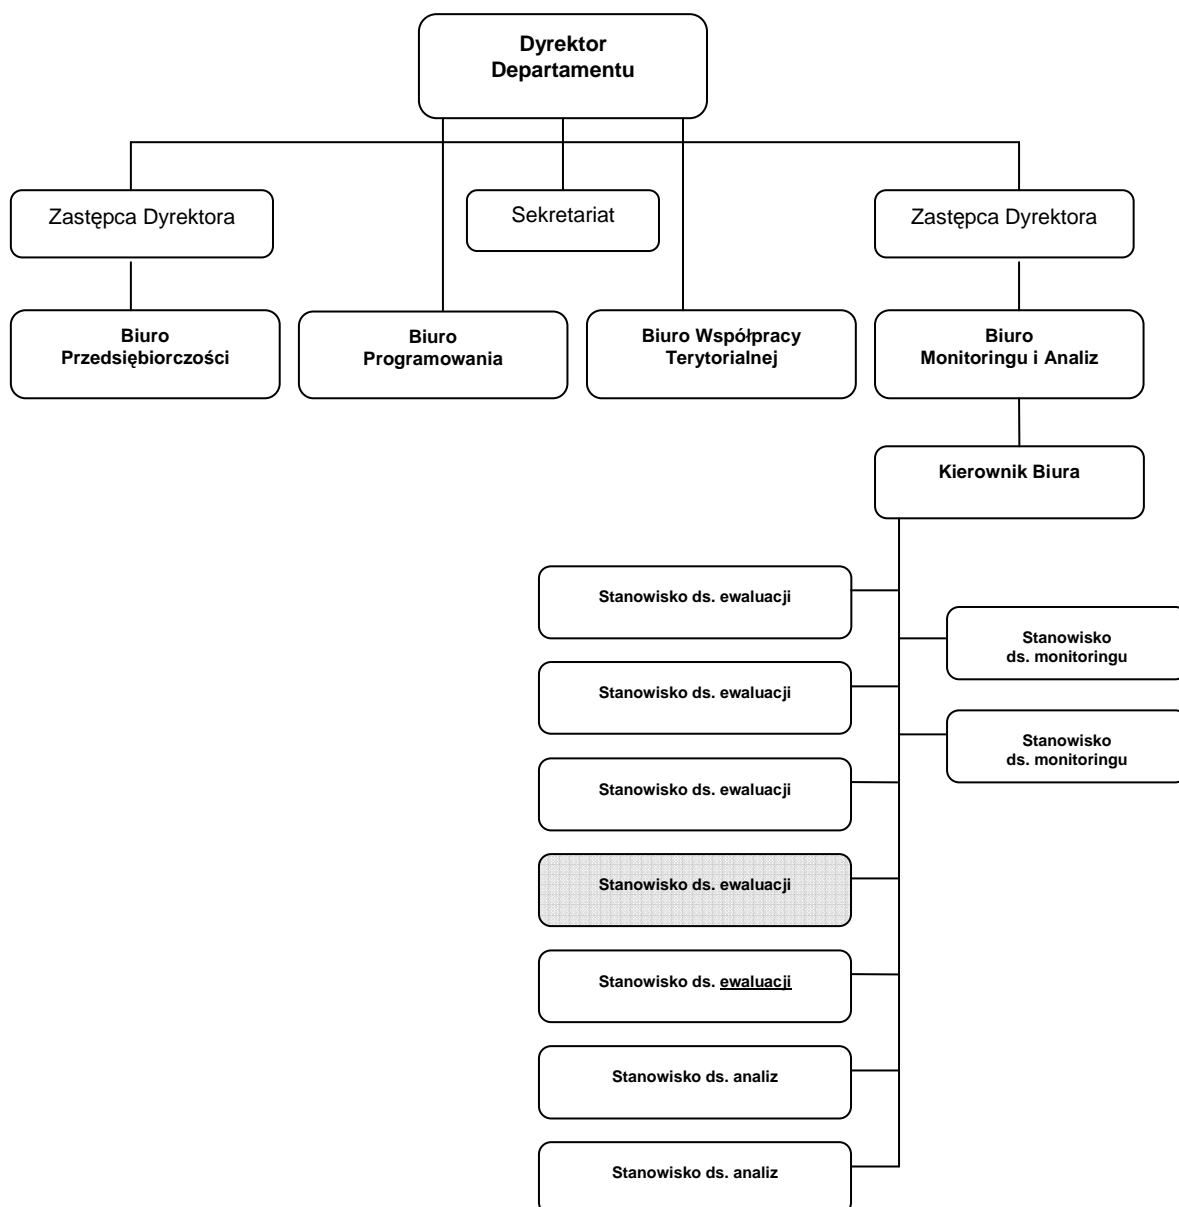 Dyrektor
Departamentu
Zastępca Dyrektora
Sekretariat
Zastępca Dyrektora
Biuro
Przedsiębiorczości
Biuro
Programowania
Biuro Współpracy
Terytorialnej
Biuro
Monitoringu i Analiz
Kierownik Biura
Stanowisko ds. ewaluacji
Stanowisko
ds. monitoringu
Stanowisko ds. ewaluacji
Stanowisko
ds. monitoringu
Stanowisko ds. ewaluacji
Stanowisko ds. ewaluacji
Stanowisko ds. ewaluacji
Stanowisko ds. analiz
Stanowisko ds. analiz